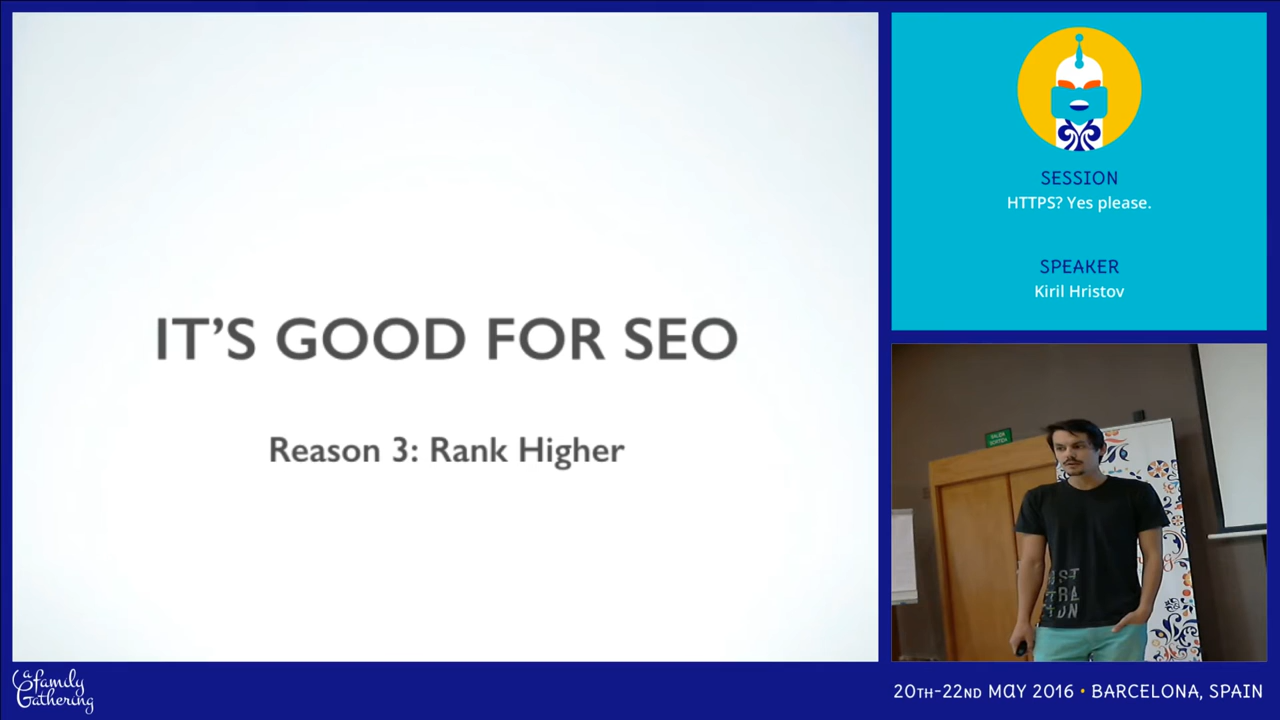 IT'S GOOD FOR SEO
Reason 3: Rank Higher
SESSION
HTTPS? Yes please.
SPEAKER
Kiril Hristov
a family
Gathering
20TH-22ND MAY 2016 • BARCELONA, SPAIN